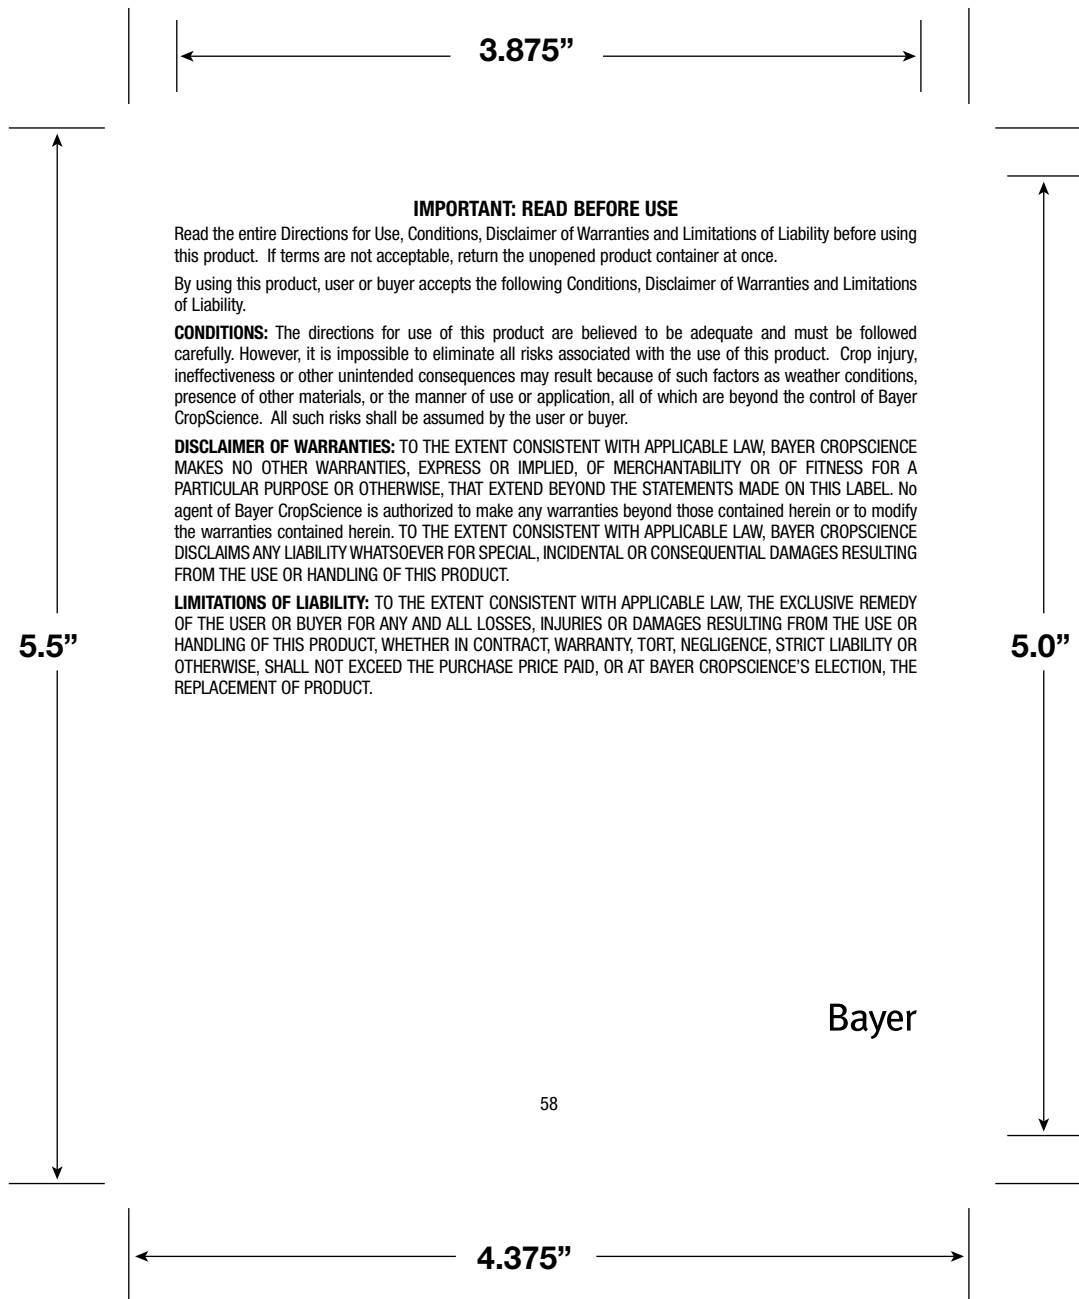 3.875”
IMPORTANT: READ BEFORE USE
Read the entire Directions for Use, Conditions, Disclaimer of Warranties and Limitations of Liability before using
this product.  If terms are not acceptable, return the unopened product container at once.
By using this product, user or buyer accepts the following Conditions, Disclaimer of Warranties and Limitations
of Liability.
CONDITIONS: The directions for use of this product are believed to be adequate and must be followed
carefully. However, it is impossible to eliminate all risks associated with the use of this product.  Crop injury,
ineffectiveness or other unintended consequences may result because of such factors as weather conditions,
presence of other materials, or the manner of use or application, all of which are beyond the control of Bayer
CropScience.  All such risks shall be assumed by the user or buyer.
DISCLAIMER OF WARRANTIES: TO THE EXTENT CONSISTENT WITH APPLICABLE LAW, BAYER CROPSCIENCE
MAKES NO OTHER WARRANTIES, EXPRESS OR IMPLIED, OF MERCHANTABILITY OR OF FITNESS FOR A
PARTICULAR PURPOSE OR OTHERWISE, THAT EXTEND BEYOND THE STATEMENTS MADE ON THIS LABEL. No
agent of Bayer CropScience is authorized to make any warranties beyond those contained herein or to modify
the warranties contained herein. TO THE EXTENT CONSISTENT WITH APPLICABLE LAW, BAYER CROPSCIENCE
DISCLAIMS ANY LIABILITY WHATSOEVER FOR SPECIAL, INCIDENTAL OR CONSEQUENTIAL DAMAGES RESULTING
FROM THE USE OR HANDLING OF THIS PRODUCT.
LIMITATIONS OF LIABILITY: TO THE EXTENT CONSISTENT WITH APPLICABLE LAW, THE EXCLUSIVE REMEDY
OF THE USER OR BUYER FOR ANY AND ALL LOSSES, INJURIES OR DAMAGES RESULTING FROM THE USE OR
HANDLING OF THIS PRODUCT, WHETHER IN CONTRACT, WARRANTY, TORT, NEGLIGENCE, STRICT LIABILITY OR
OTHERWISE, SHALL NOT EXCEED THE PURCHASE PRICE PAID, OR AT BAYER CROPSCIENCE’S ELECTION, THE
REPLACEMENT OF PRODUCT.
5.5”
5.0”
Bayer
58
4.375”